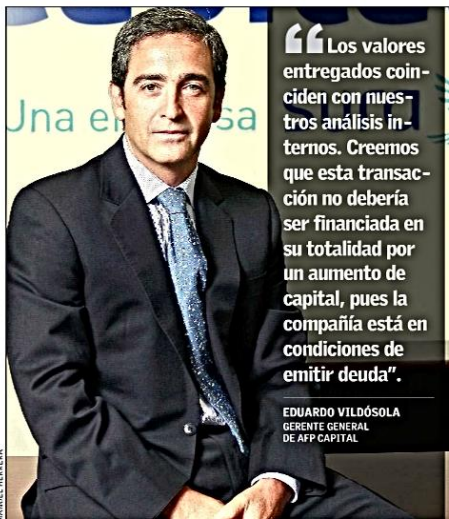 Una e sa
“Los valores
entregados coin-
ciden con nues-
tros análisis in-
ternos. Creemos
que esta transac-
ción no debería
ser financiada en
su totalidad por
un aumento de
capital, pues la
compañía está en
condiciones de
emitir deuda”.
EDUARDO VILDÓSOLA
GERENTE GENERAL
DE AFP CAPITAL
HERRERA